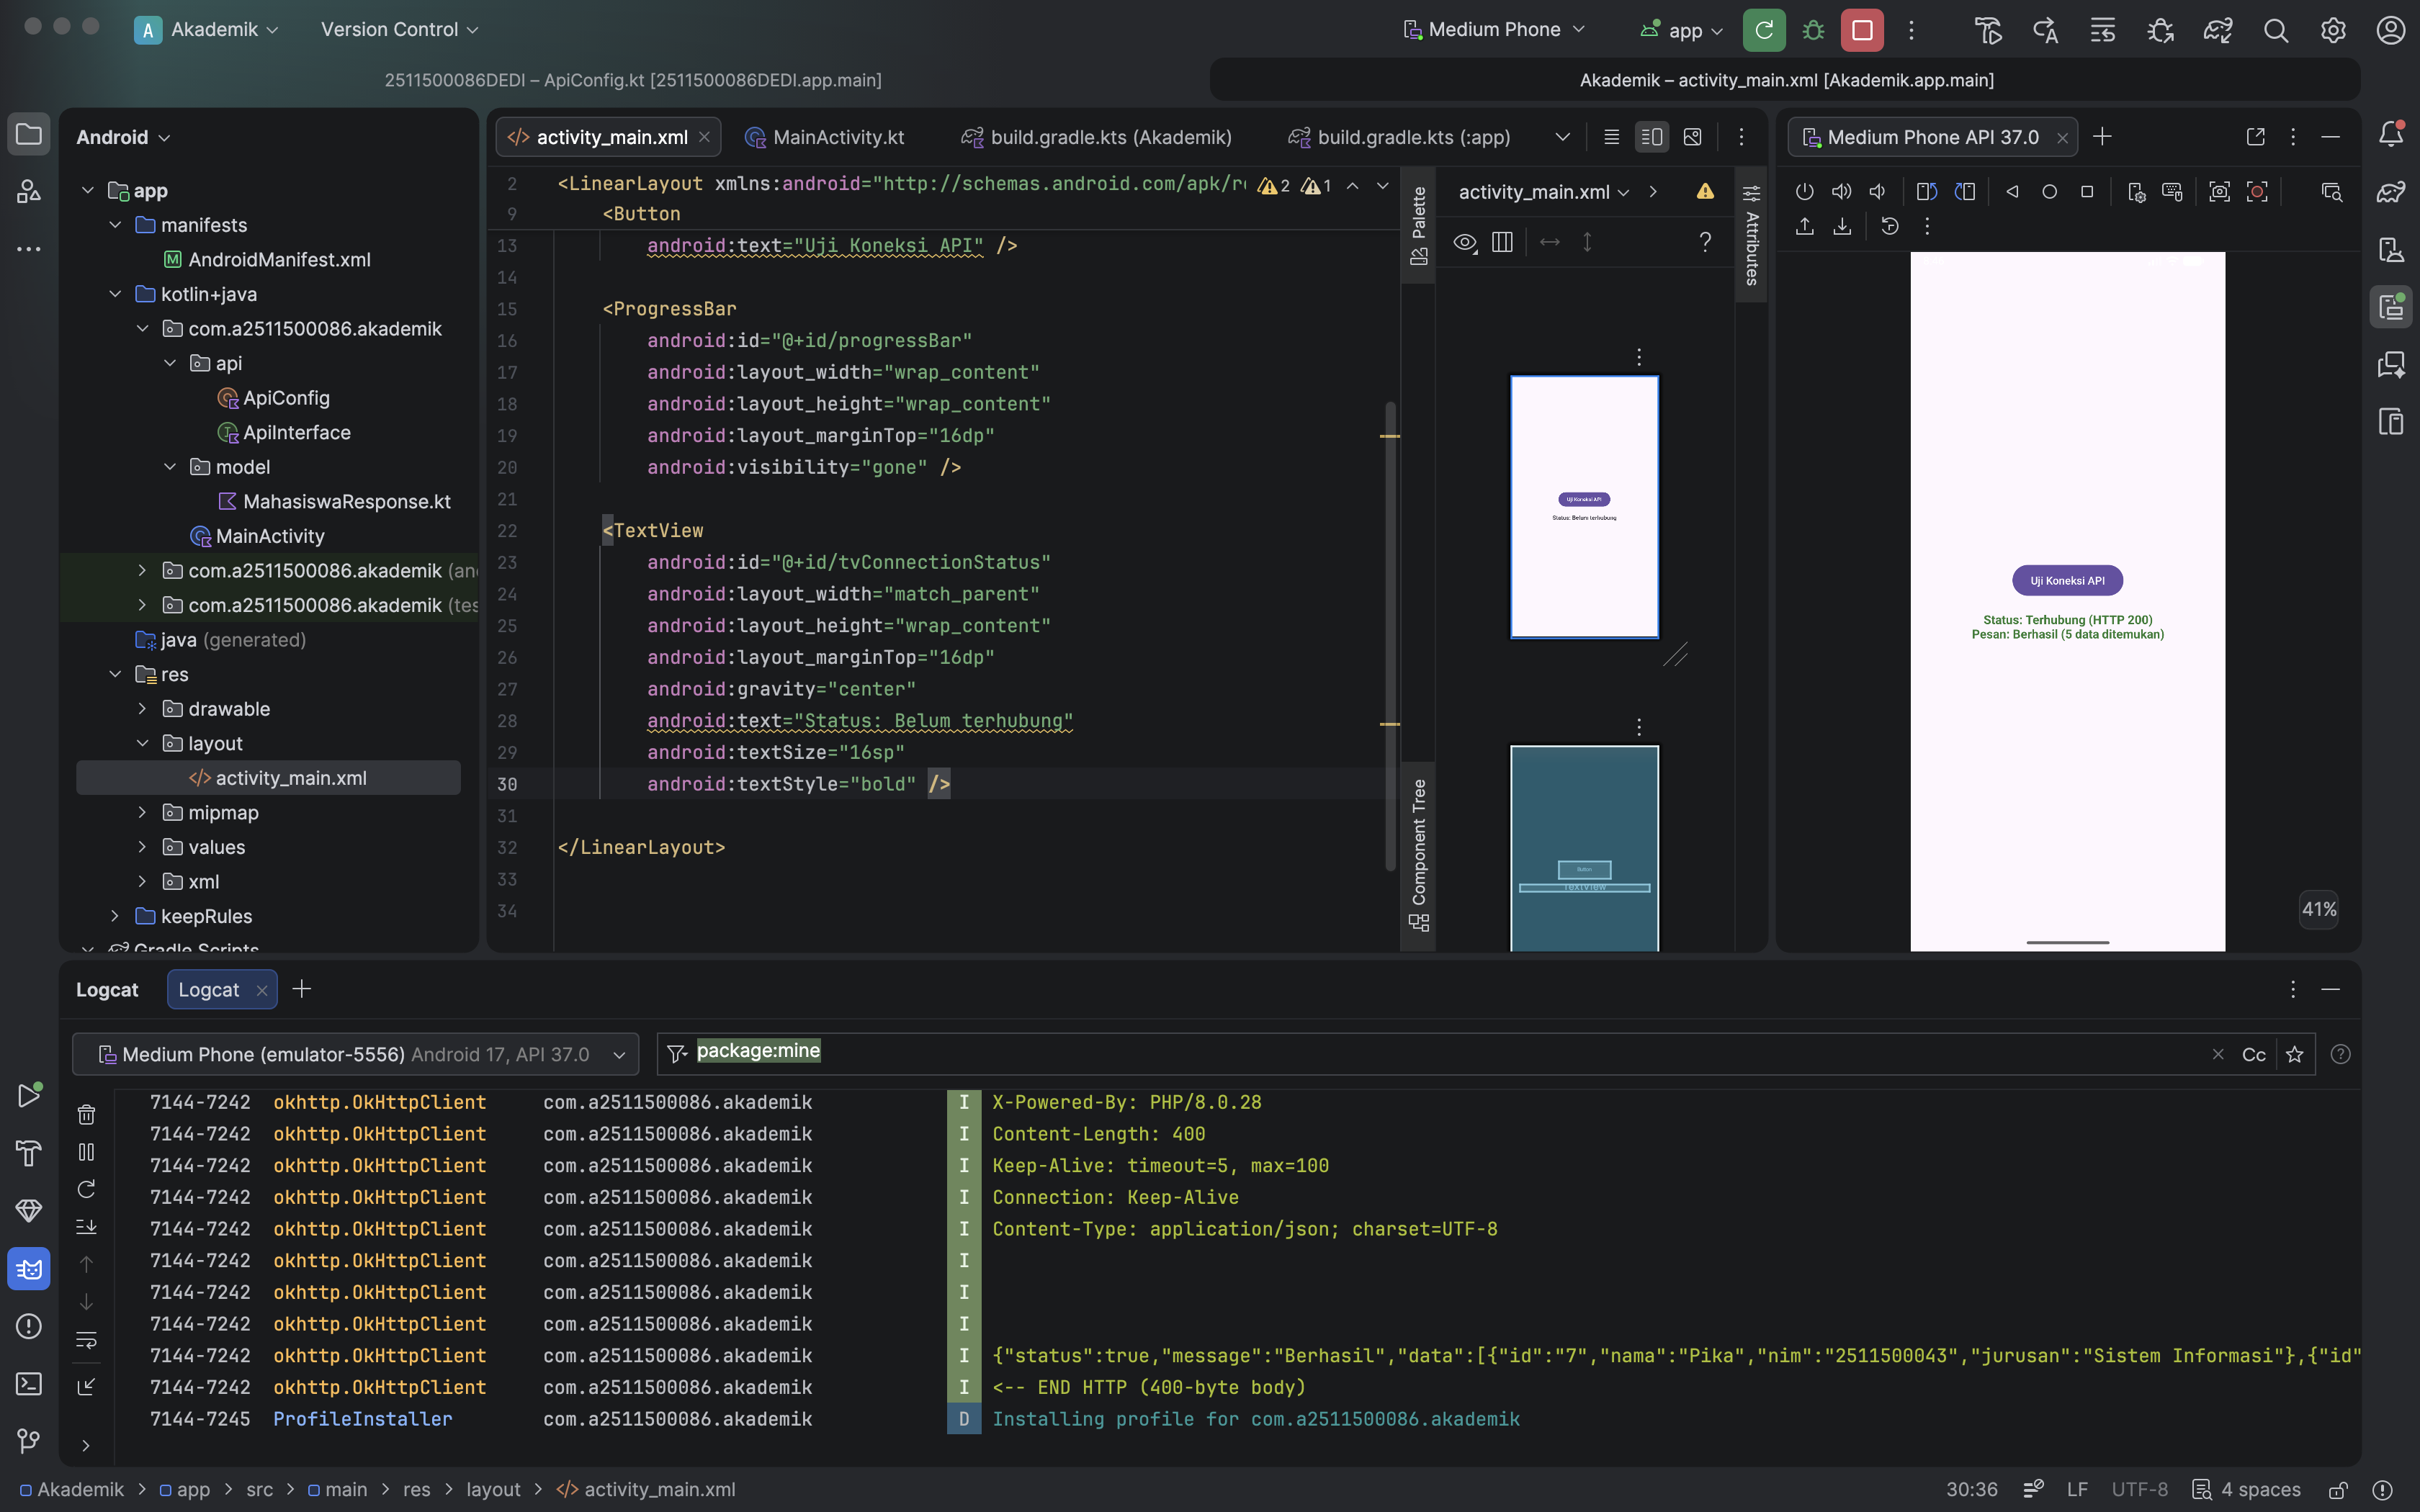 A Akademik
Version Control
Medium Phone
app
2511500086DEDI – ApiConfig.kt [2511500086DEDI.app.main]
Akademik – activity_main.xml [Akademik.app.main]
Android
app
manifests
AndroidManifest.xml
kotlin+java
com.a2511500086.akademik
api
ApiConfig
ApiInterface
model
MahasiswaResponse.kt
MainActivity
com.a2511500086.akademik (an
com.a2511500086.akademik (tes
java (generated)
res
drawable
layout
activity_main.xml
mipmap
values
xml
keepRules
Gradle Scripts
activity_main.xml
MainActivity.kt
build.gradle.kts (Akademik)
build.gradle.kts (:app)
2 <LinearLayout xmlns:android="http://schemas.android.com/apk/r
2 1
9 <Button
13 android:text="Uji Koneksi API" />
14
15 <ProgressBar
16 android:id="@+id/progressBar"
17 android:layout_width="wrap_content"
18 android:layout_height="wrap_content"
19 android:layout_marginTop="16dp"
20 android:visibility="gone" />
21
22 <TextView
23 android:id="@+id/tvConnectionStatus"
24 android:layout_width="match_parent"
25 android:layout_height="wrap_content"
26 android:layout_marginTop="16dp"
27 android:gravity="center"
28 android:text="Status: Belum terhubung"
29 android:textSize="16sp"
30 android:textStyle="bold" />
31
32 </LinearLayout>
33
34
Palette
Component Tree
activity_main.xml
Attributes
Uji Koneksi API
Status: Belum terhubung
Button
TextView
Medium Phone API 37.0
Uji Koneksi API
Status: Terhubung (HTTP 200)
Pesan: Berhasil (5 data ditemukan)
41%
Logcat
Logcat
Medium Phone (emulator-5556) Android 17, API 37.0
package:mine
Cc
7144-7242 okhttp.OkHttpClient com.a2511500086.akademik I X-Powered-By: PHP/8.0.28
7144-7242 okhttp.OkHttpClient com.a2511500086.akademik I Content-Length: 400
7144-7242 okhttp.OkHttpClient com.a2511500086.akademik I Keep-Alive: timeout=5, max=100
7144-7242 okhttp.OkHttpClient com.a2511500086.akademik I Connection: Keep-Alive
7144-7242 okhttp.OkHttpClient com.a2511500086.akademik I Content-Type: application/json; charset=UTF-8
7144-7242 okhttp.OkHttpClient com.a2511500086.akademik I
7144-7242 okhttp.OkHttpClient com.a2511500086.akademik I
7144-7242 okhttp.OkHttpClient com.a2511500086.akademik I
7144-7242 okhttp.OkHttpClient com.a2511500086.akademik I {"status":true,"message":"Berhasil","data":[{"id":"7","nama":"Pika","nim":"2511500043","jurusan":"Sistem Informasi"},{"id"
7144-7242 okhttp.OkHttpClient com.a2511500086.akademik I <-- END HTTP (400-byte body)
7144-7245 ProfileInstaller com.a2511500086.akademik D Installing profile for com.a2511500086.akademik
Akademik > app > src > main > res > layout > activity_main.xml
30:36 LF UTF-8 4 spaces